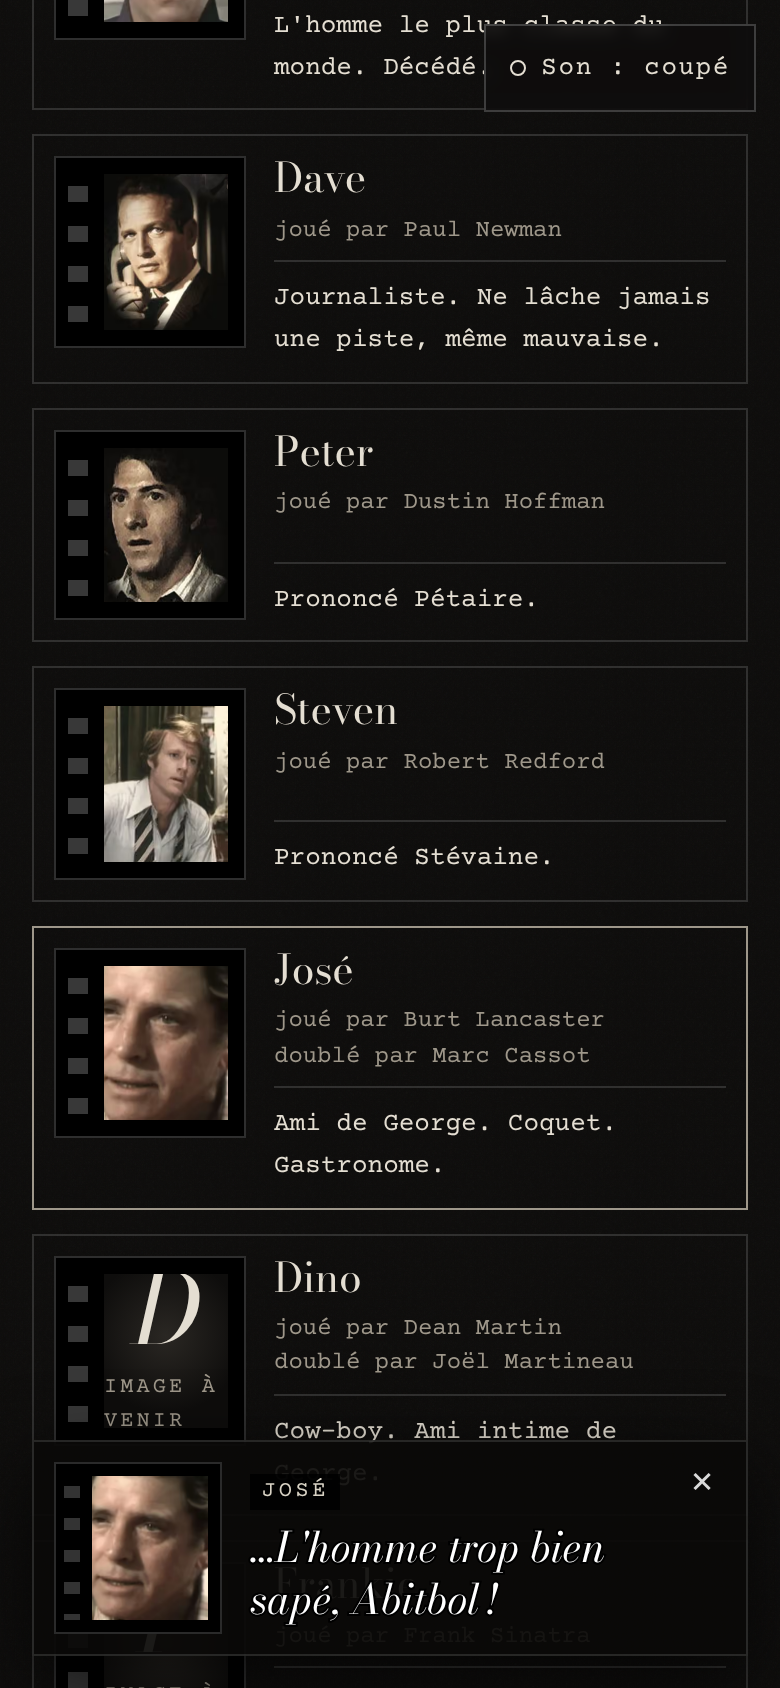 L'homme le plus classe du
monde. Décédé.
Son : coupé
Dave
joué par Paul Newman
Journaliste. Ne lâche jamais
une piste, même mauvaise.
Peter
joué par Dustin Hoffman
Prononcé Pétaire.
Steven
joué par Robert Redford
Prononcé Stévaine.
José
joué par Burt Lancaster
doublé par Marc Cassot
Ami de George. Coquet.
Gastronome.
D
IMAGE À
VENIR
Dino
joué par Dean Martin
doublé par Joël Martineau
Cow-boy. Ami intime de
George.
JOSÉ
✕
…L'homme trop bien
sapé, Abitbol !
Frankie
joué par Frank Sinatra